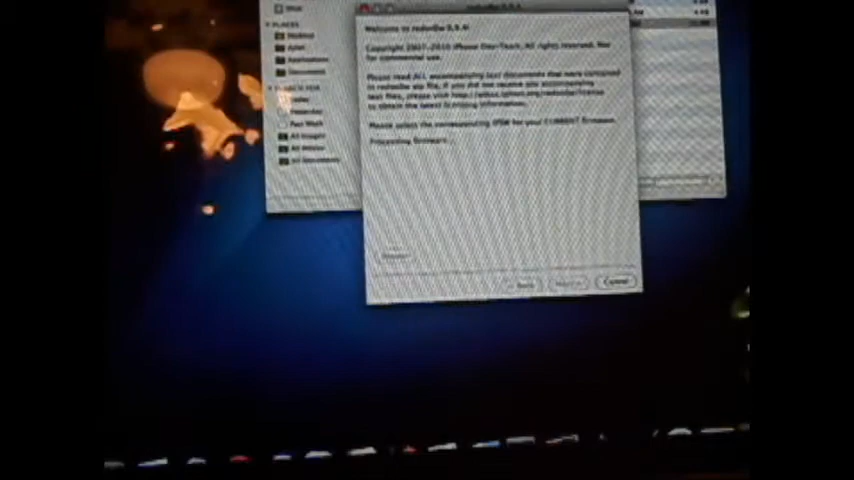 PLACES
Desktop
Applications
Documents
SEARCH FOR
Today
Yesterday
Past Week
All Images
All Movies
All Documents
Welcome to redsn0w 0.9.4!
Copyright 2007-2010 iPhone Dev-Team. All rights reserved. Not
for commercial use.
Please read ALL accompanying text documents that were contained
in redsn0w zip file. If you did not receive any accompanying
text files, please visit
to obtain the latest licensing information.
Please select the corresponding IPSW for your CURRENT firmware.
Processing firmware...
Browse
< Back
Next >
Cancel